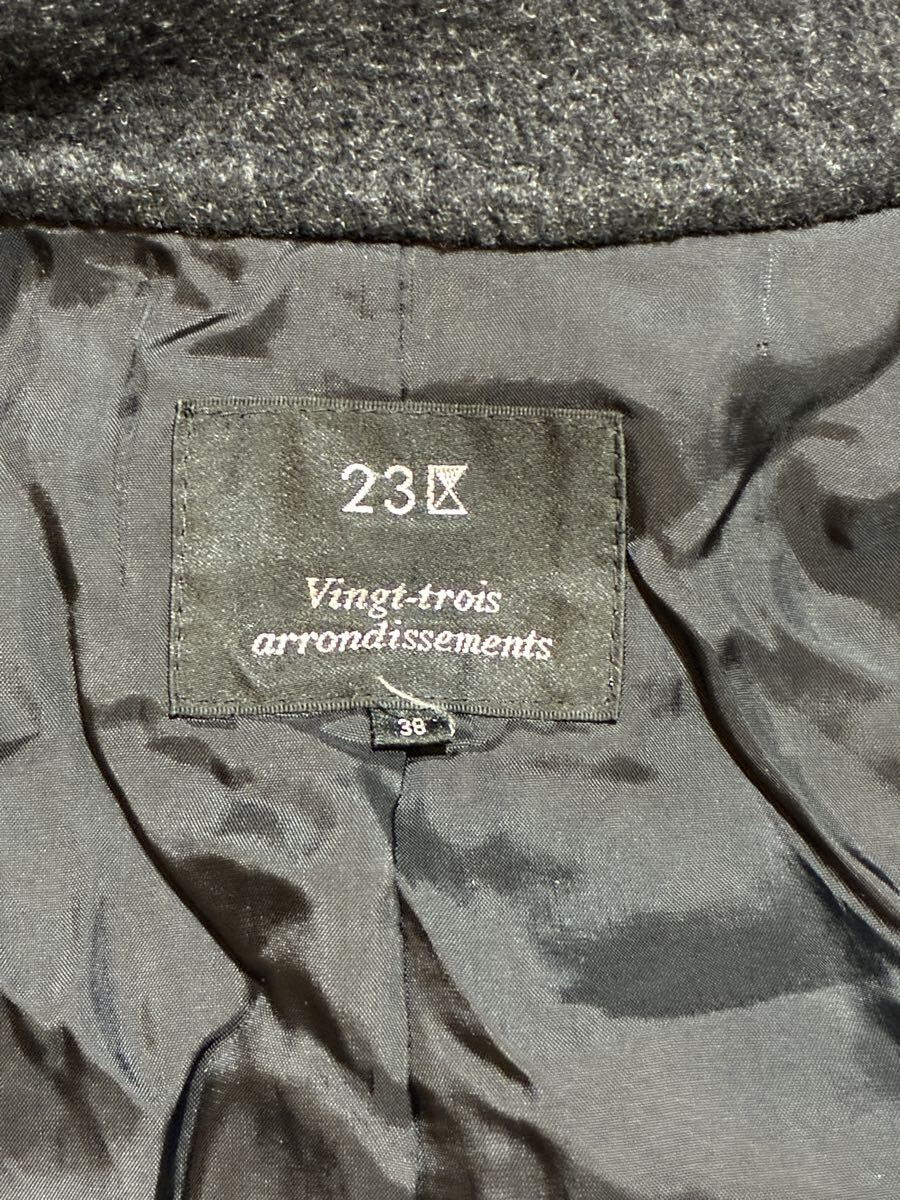 23区
Vingt-trois
arrondissements
38